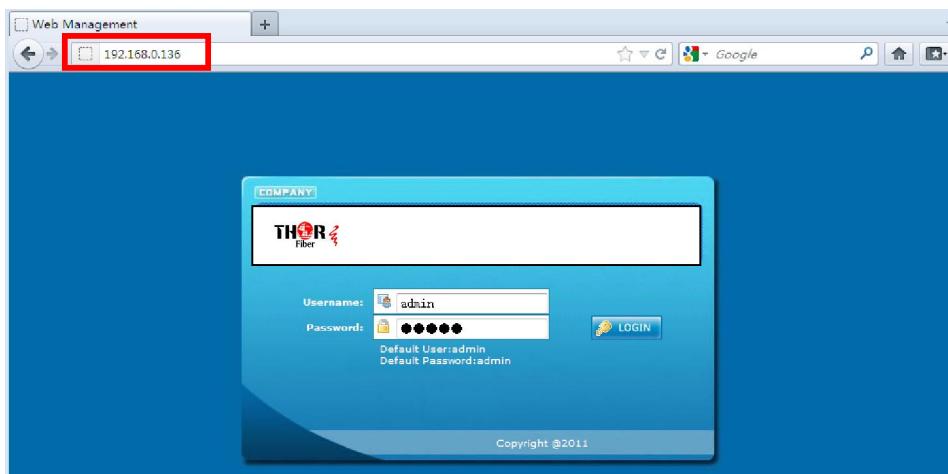 Web Management
+
192.168.0.136
Google
COMPANY
THOR
Fiber
Username: admin
Password: ●●●●●
LOGIN
Default User:admin
Default Password:admin
Copyright @2011